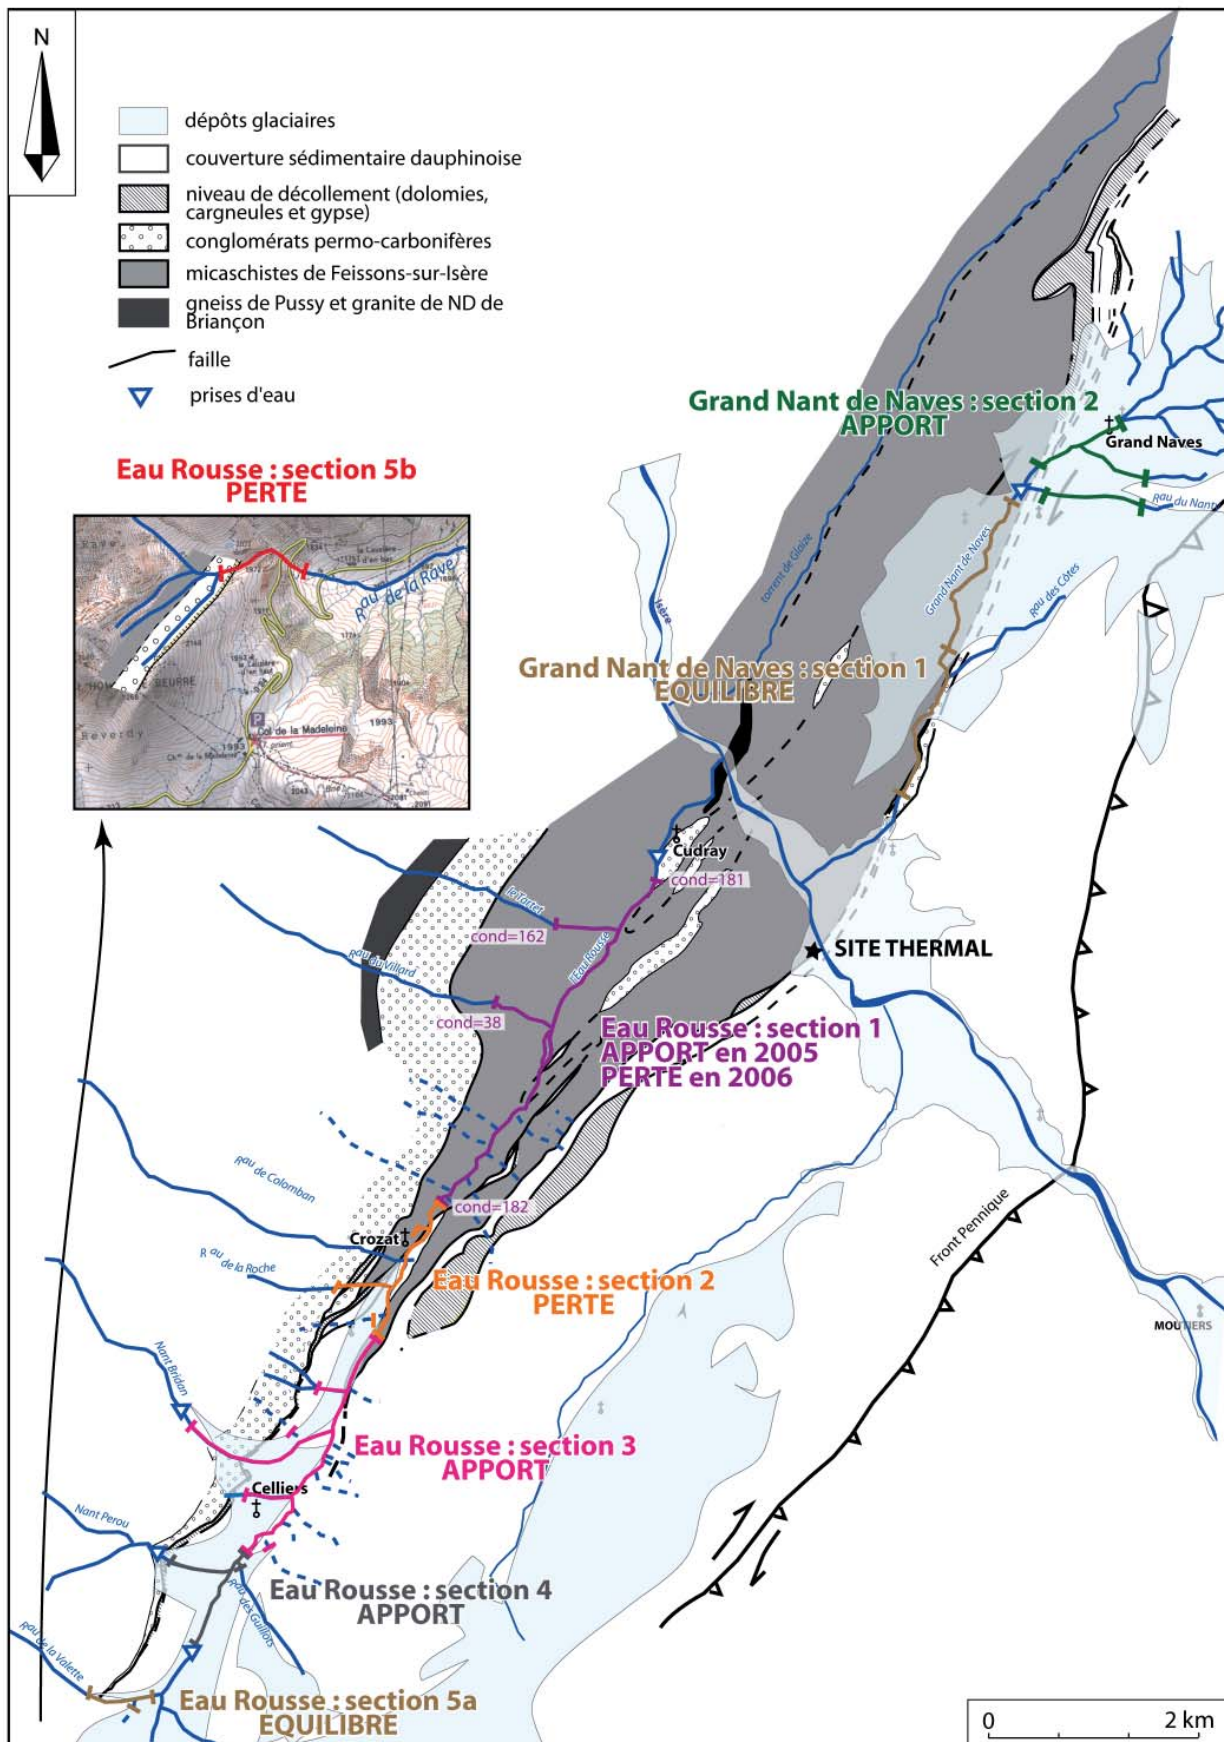 N
dépôts glaciaires
couverture sédimentaire dauphinoise
niveau de décollement (dolomies,
cargneules et gypse)
conglomérats permo-carbonifères
micaschistes de Feissons-sur-Isère
gneiss de Pussy et granite de ND de
Briançon
faille
prises d'eau
Grand Nant de Naves : section 2
APPORT
Grand Naves
Rau du Nant
Eau Rousse : section 5b
PERTE
Rau de la Rave
Col de la Madeleine
1993
1993
torrent de Glaize
Grand Nant de Naves
Isère
Rau des Côtes
Grand Nant de Naves : section 1
EQUILIBRE
Cudray
cond=181
le Tartet
cond=162
l'Eau Rousse
SITE THERMAL
Rau du Villard
cond=38
Eau Rousse : section 1
APPORT en 2005
PERTE en 2006
Rau de Colomban
cond=182
Crozat
Front Pennique
Rau de la Roche
Eau Rousse : section 2
PERTE
MOUTIERS
Nant Bridan
Eau Rousse : section 3
APPORT
Celliers
Nant Perou
Eau Rousse : section 4
APPORT
Rau des Guillots
Rau de la Valette
Eau Rousse : section 5a
EQUILIBRE
0 2 km